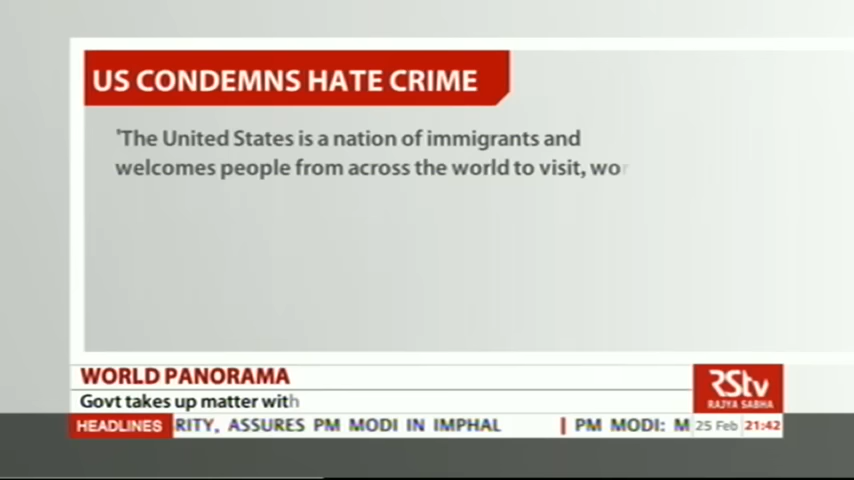 US CONDEMNS HATE CRIME
'The United States is a nation of immigrants and
welcomes people from across the world to visit, wor
WORLD PANORAMA
Govt takes up matter with
RStv
RAJYA SABHA
HEADLINES RITY, ASSURES PM MODI IN IMPHAL | PM MODI: M 25 Feb 21:42